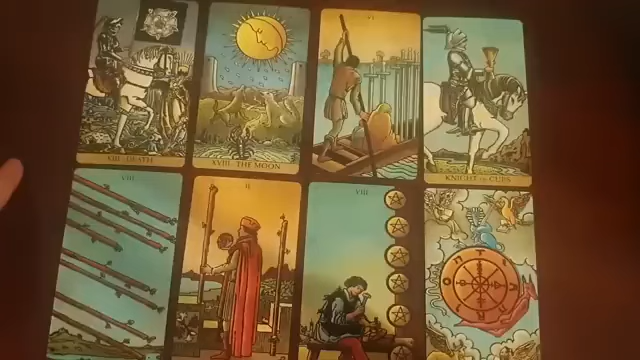 XIII · DEATH
XVIII · THE MOON
VI
KNIGHT of CUPS
VIII
II
VIII